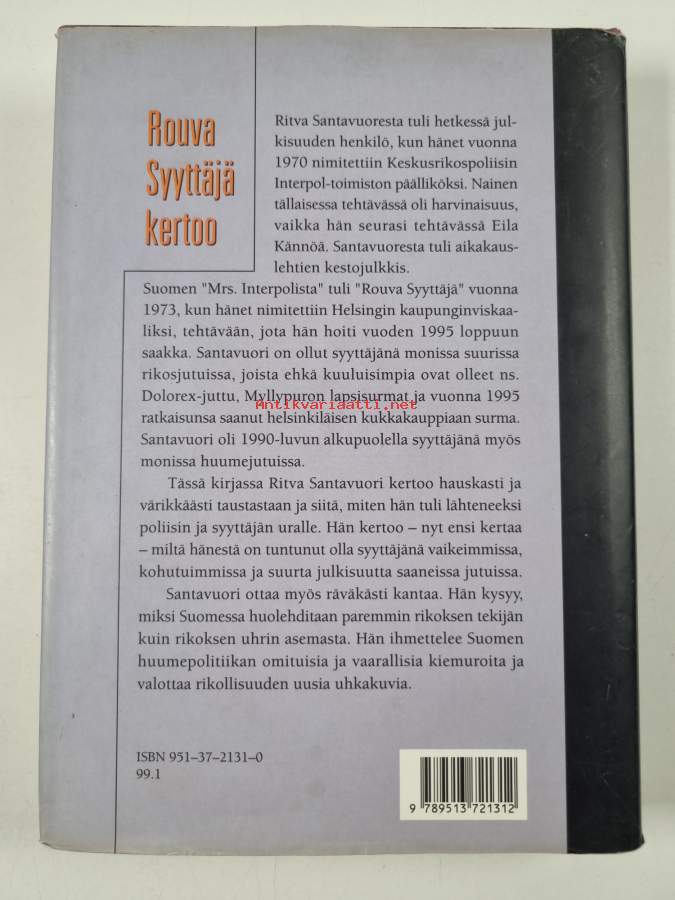 Rouva
Syyttäjä
kertoo
Ritva Santavuoresta tuli hetkessä jul-
kisuuden henkilö, kun hänet vuonna
1970 nimitettiin Keskusrikospoliisin
Interpol-toimiston päälliköksi. Nainen
tällaisessa tehtävässä oli harvinaisuus,
vaikka hän seurasi tehtävässä Eila
Kännöä. Santavuoresta tuli aikakaus-
lehtien kestojulkkis.
Suomen "Mrs. Interpolista" tuli "Rouva Syyttäjä" vuonna
1973, kun hänet nimitettiin Helsingin kaupunginviskaa-
liksi, tehtävään, jota hän hoiti vuoden 1995 loppuun
saakka. Santavuori on ollut syyttäjänä monissa suurissa
rikosjutuissa, joista ehkä kuuluisimpia ovat olleet ns.
Dolorex-juttu, Myllypuron lapsisurmat ja vuonna 1995
Antikvariaatti.net
ratkaisunsa saanut helsinkiläisen kukkakauppiaan surma.
Santavuori oli 1990-luvun alkupuolella syyttäjänä myös
monissa huumejutuissa.
Tässä kirjassa Ritva Santavuori kertoo hauskasti ja
värikkäästi taustastaan ja siitä, miten hän tuli lähteneeksi
poliisin ja syyttäjän uralle. Hän kertoo – nyt ensi kertaa
– miltä hänestä on tuntunut olla syyttäjänä vaikeimmissa,
kohutuimmissa ja suurta julkisuutta saaneissa jutuissa.
Santavuori ottaa myös räväkästi kantaa. Hän kysyy,
miksi Suomessa huolehditaan paremmin rikoksen tekijän
kuin rikoksen uhrin asemasta. Hän ihmettelee Suomen
huumepolitiikan omituisia ja vaarallisia kiemuroita ja
valottaa rikollisuuden uusia uhkakuvia.
ISBN 951–37–2131–0
99.1
9 789513 721312